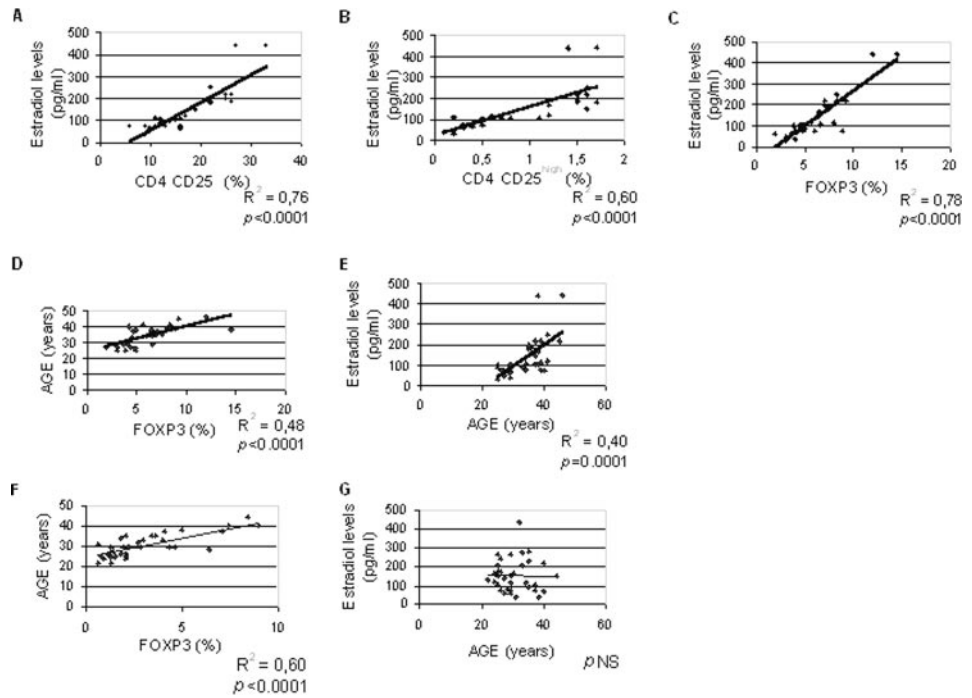 A
Estradiol levels
(pg/ml)
500
400
300
200
100
0
0 10 20 30 40
CD4 CD25 (%)
R2 = 0,76
p<0.0001
B
Estradiol levels
(pg/ml)
500
400
300
200
100
0
0 0,5 1 1,5 2
CD4 CD25high (%)
R2 = 0,60
p<0.0001
C
Estradiol levels
(pg/ml)
500
400
300
200
100
0
0 5 10 15 20
FOXP3 (%)
R2 = 0,78
p<0.0001
D
AGE (years)
50
40
30
20
10
0
0 5 10 15 20
FOXP3 (%)
R2 = 0,48
p<0.0001
E
Estradiol levels
(pg/ml)
500
400
300
200
100
0
0 20 40 60
AGE (years)
R2 = 0,40
p=0.0001
F
AGE (years)
50
40
30
20
10
0
0 5 10
FOXP3 (%)
R2 = 0,60
p<0.0001
G
Estradiol levels
(pg/ml)
500
400
300
200
100
0
0 20 40 60
AGE (years)
pNS